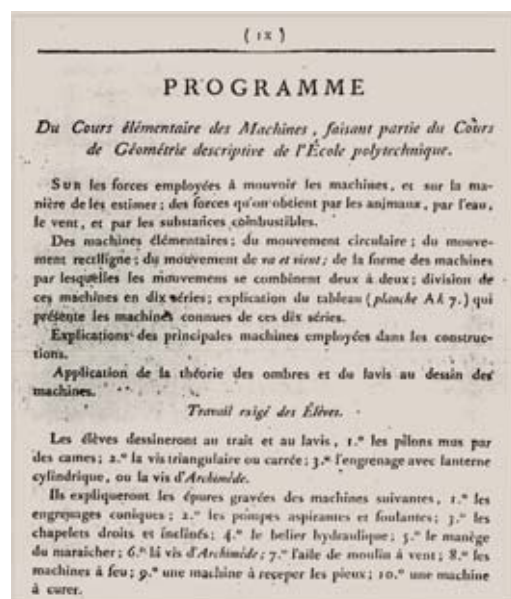 ( IX )
PROGRAMME
Du Cours élémentaire des Machines, faisant partie du Cours
de Géométrie descriptive de l'École polytechnique.
SUR les forces employées à mouvoir les machines, et sur la ma-
nière de les estimer ; des forces qu'on obtient par les animaux, par l'eau,
le vent, et par les substances combustibles.
Des machines élémentaires ; du mouvement circulaire ; du mouve-
ment rectiligne ; du mouvement de va et vient ; de la forme des machines
par lesquelles les mouvemens se combinent deux à deux ; division de
ces machines en dix séries ; explication du tableau ( planche A k 7. ) qui
présente les machines connues de ces dix séries.
Explications des principales machines employées dans les construc-
tions.
Application de la théorie des ombres et du lavis au dessin des
machines.
Travail exigé des Élèves.
Les élèves dessineront au trait et au lavis, 1.° les pilons mus par
des cames ; 2.° la vis triangulaire ou carrée ; 3.° l'engrenage avec lanterne
cylindrique, ou la vis d'Archimède.
Ils expliqueront les épures gravées des machines suivantes, 1.° les
engrenages coniques ; 2.° les pompes aspirantes et foulantes ; 3.° les
chapelets droits et inclinés ; 4.° le belier hydraulique ; 5.° le manège
du maraicher ; 6.° la vis d'Archimède ; 7.° l'aile de moulin à vent ; 8.° les
machines à feu ; 9.° une machine à receper les pieux ; 10.° une machine
à curer.